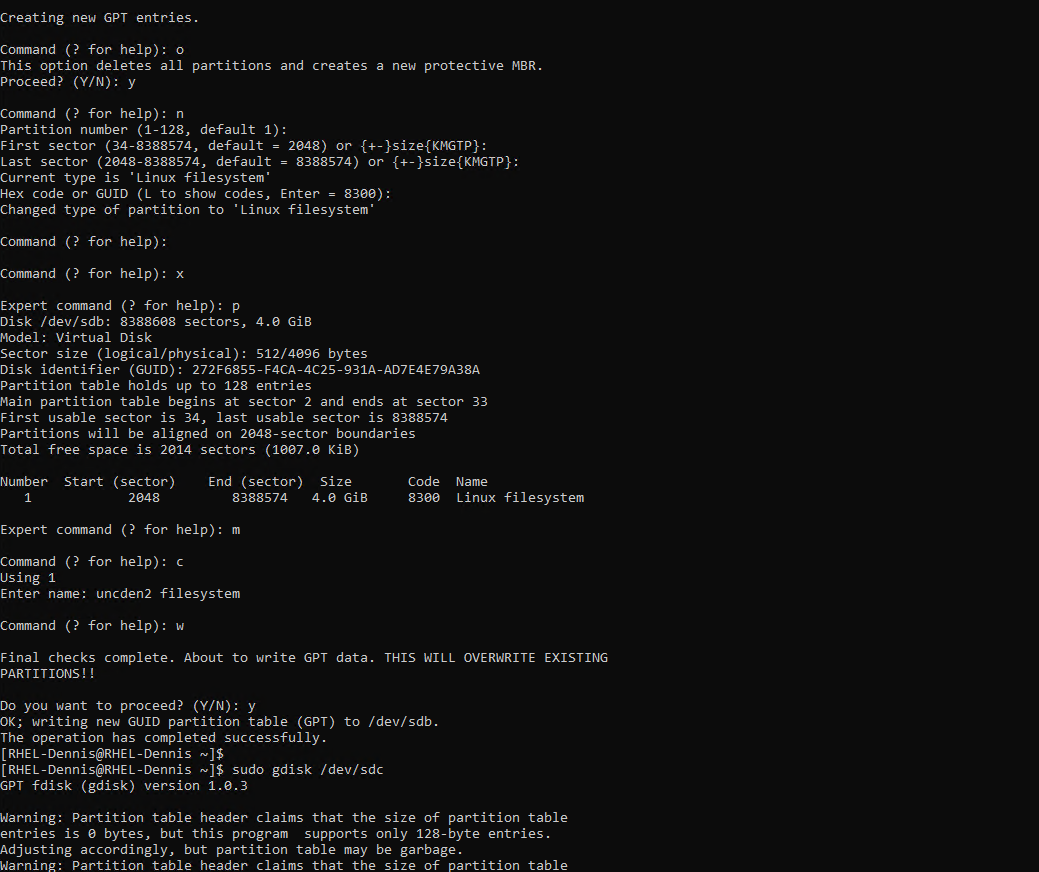 Creating new GPT entries.
Command (? for help): o
This option deletes all partitions and creates a new protective MBR.
Proceed? (Y/N): y
Command (? for help): n
Partition number (1-128, default 1):
First sector (34-8388574, default = 2048) or {+-}size{KMGTP}:
Last sector (2048-8388574, default = 8388574) or {+-}size{KMGTP}:
Current type is 'Linux filesystem'
Hex code or GUID (L to show codes, Enter = 8300):
Changed type of partition to 'Linux filesystem'
Command (? for help):
Command (? for help): x
Expert command (? for help): p
Disk /dev/sdb: 8388608 sectors, 4.0 GiB
Model: Virtual Disk
Sector size (logical/physical): 512/4096 bytes
Disk identifier (GUID): 272F6855-F4CA-4C25-931A-AD7E4E79A38A
Partition table holds up to 128 entries
Main partition table begins at sector 2 and ends at sector 33
First usable sector is 34, last usable sector is 8388574
Partitions will be aligned on 2048-sector boundaries
Total free space is 2014 sectors (1007.0 KiB)
Number  Start (sector)    End (sector)  Size       Code  Name
   1            2048         8388574   4.0 GiB     8300  Linux filesystem
Expert command (? for help): m
Command (? for help): c
Using 1
Enter name: uncden2 filesystem
Command (? for help): w
Final checks complete. About to write GPT data. THIS WILL OVERWRITE EXISTING
PARTITIONS!!
Do you want to proceed? (Y/N): y
OK; writing new GUID partition table (GPT) to /dev/sdb.
The operation has completed successfully.
[RHEL-Dennis@RHEL-Dennis ~]$
[RHEL-Dennis@RHEL-Dennis ~]$ sudo gdisk /dev/sdc
GPT fdisk (gdisk) version 1.0.3
Warning: Partition table header claims that the size of partition table
entries is 0 bytes, but this program  supports only 128-byte entries.
Adjusting accordingly, but partition table may be garbage.
Warning: Partition table header claims that the size of partition table